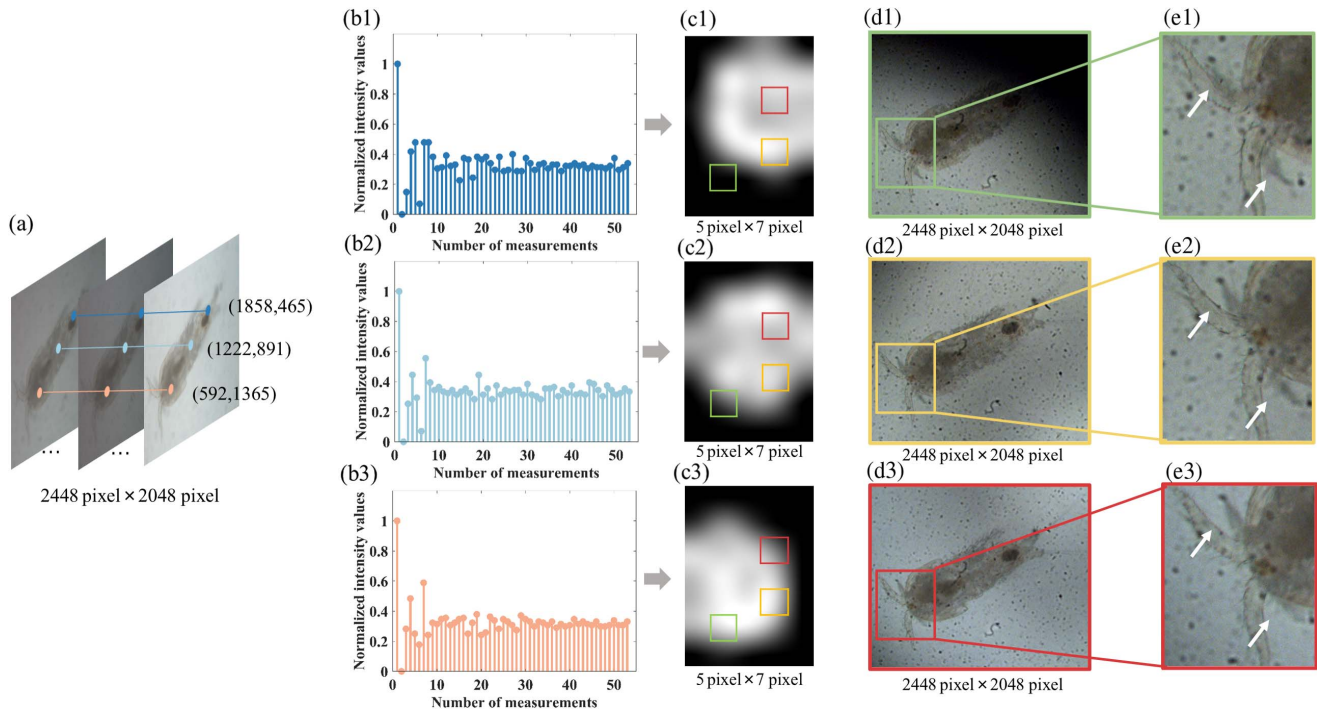 (a)
(1858,465)
(1222,891)
(592,1365)
... ...
2448 pixel × 2048 pixel
(b1)
Normalized intensity values
1
0.8
0.6
0.4
0.2
0
0 10 20 30 40 50
Number of measurements
(c1)
5 pixel × 7 pixel
(d1)
2448 pixel × 2048 pixel
(e1)
(b2)
Normalized intensity values
1
0.8
0.6
0.4
0.2
0
0 10 20 30 40 50
Number of measurements
(c2)
5 pixel × 7 pixel
(d2)
2448 pixel × 2048 pixel
(e2)
(b3)
Normalized intensity values
1
0.8
0.6
0.4
0.2
0
0 10 20 30 40 50
Number of measurements
(c3)
5 pixel × 7 pixel
(d3)
2448 pixel × 2048 pixel
(e3)